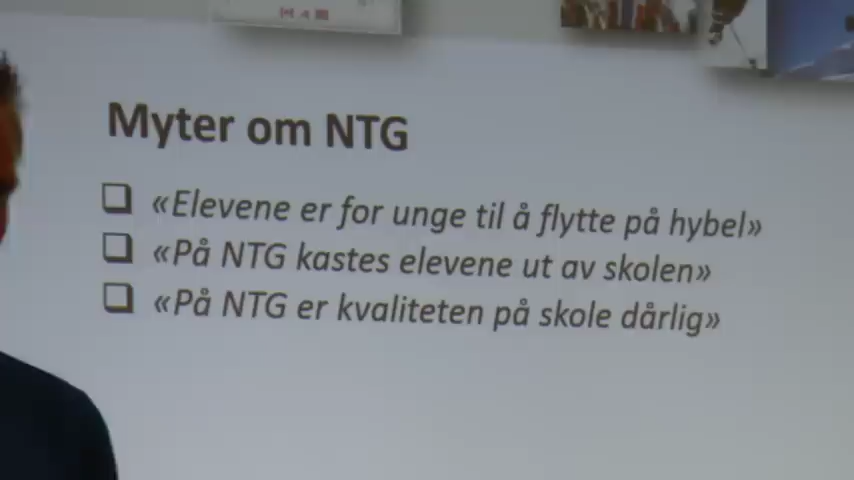 Myter om NTG
❑ «Elevene er for unge til å flytte på hybel»
❑ «På NTG kastes elevene ut av skolen»
❑ «På NTG er kvaliteten på skole dårlig»